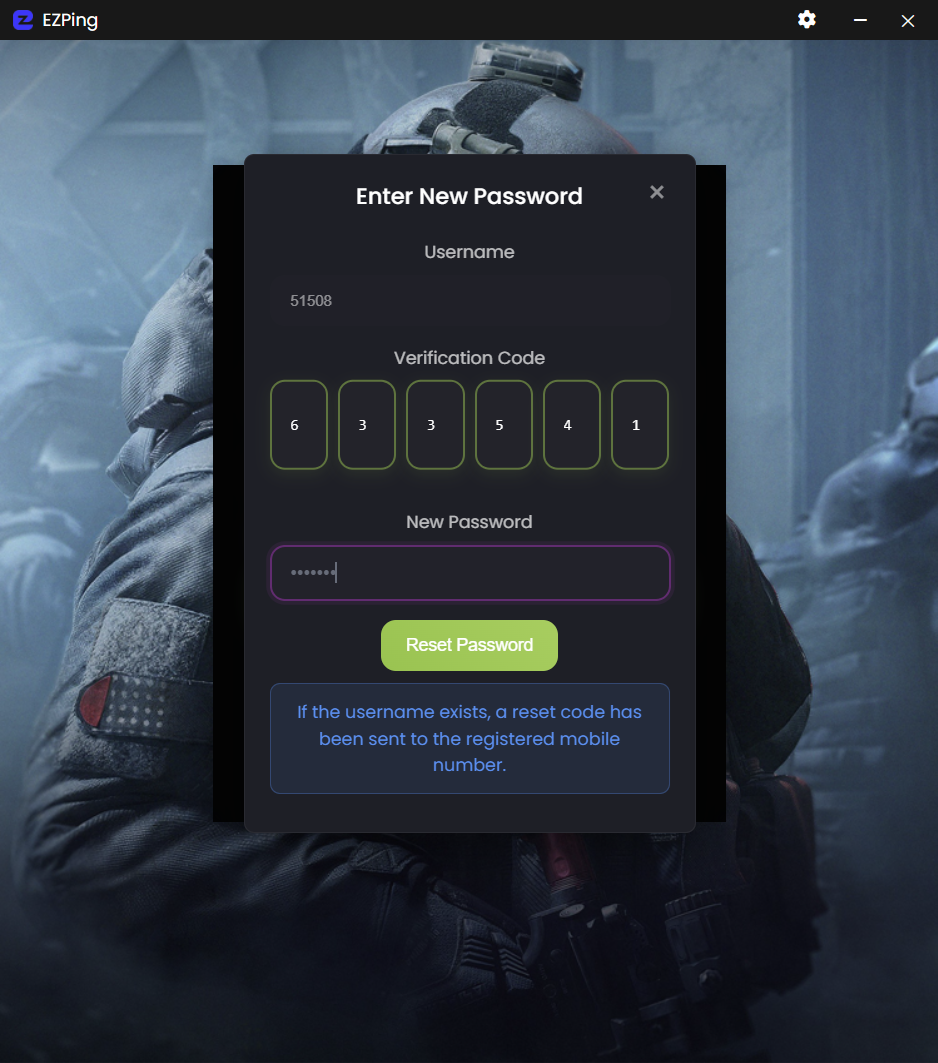 EZPing
Enter New Password
Username
51508
Verification Code
6 3 3 5 4 1
New Password
•••••••
Reset Password
If the username exists, a reset code has
been sent to the registered mobile
number.